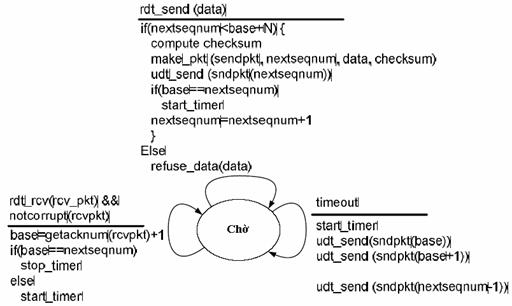 rdt_send (data)
if(nextseqnum<base+N) {
compute checksum
make_pkt (sendpkt, nextseqnum), data, checksum)
udt_send (sndpkt(nextseqnum))
if(base==nextseqnum)
start_timer
nextseqnum=nextseqnum+1
}
Else
refuse_data(data)
rdt_rcv(rcv_pkt) &&
notcorrupt(rcvpkt)
base=getacknum(rcvpkt)+1
if(base==nextseqnum)
stop_timer
else
start_timer
Chờ
timeout
start_timer
udt_send(sndpkt(base))
udt_send(sndpkt(base+1))
udt_send (sndpkt(nextseqnum-1))